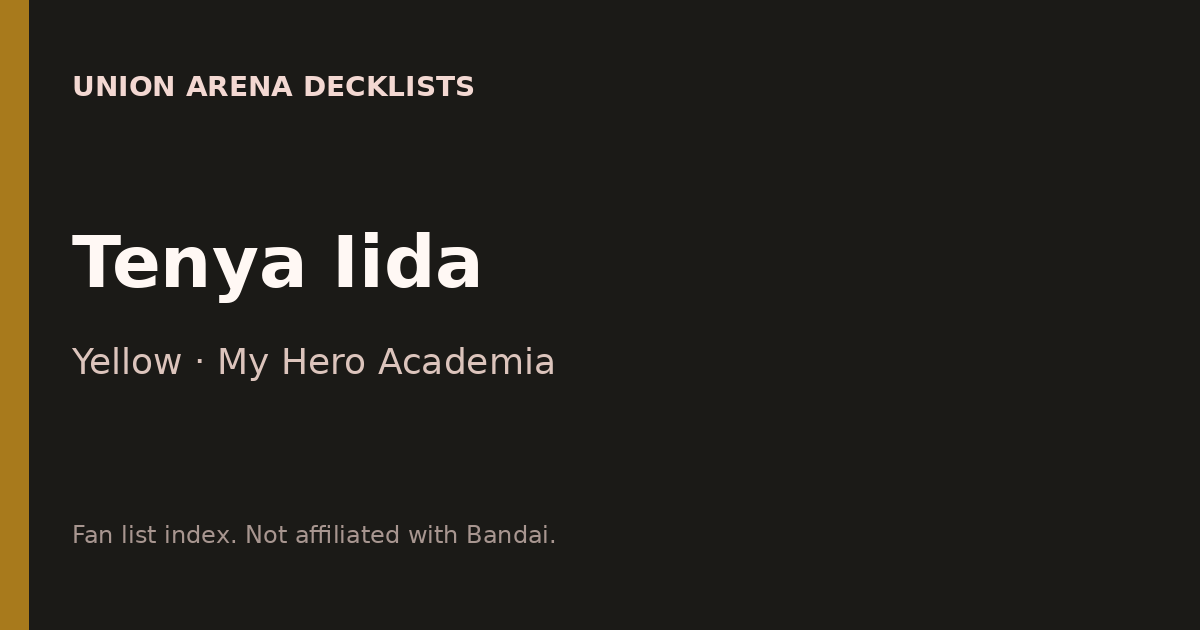 UNION ARENA DECKLISTS
Tenya Iida
Yellow · My Hero Academia
Fan list index. Not affiliated with Bandai.